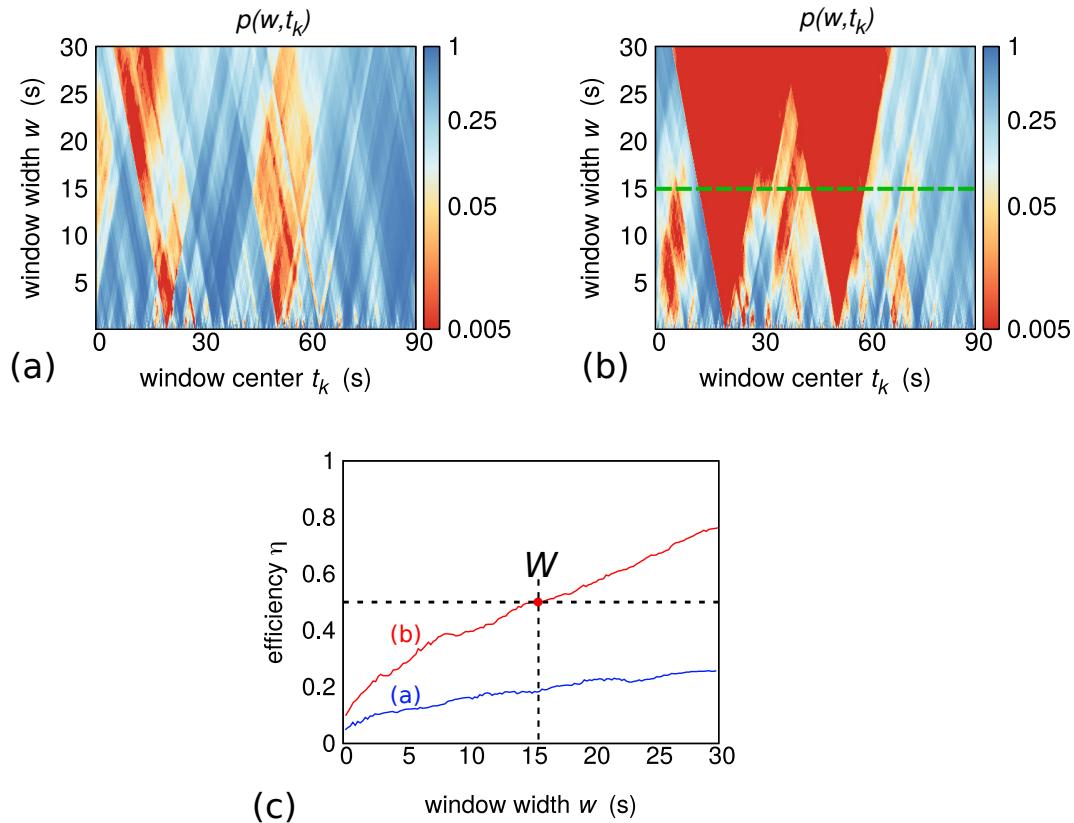 p(w,t_k)
30
25
20
15
10
5
window width w (s)
0 30 60 90
window center t_k (s)
1
0.25
0.05
0.005
(a)
p(w,t_k)
30
25
20
15
10
5
window width w (s)
0 30 60 90
window center t_k (s)
1
0.25
0.05
0.005
(b)
1
0.8
0.6
0.4
0.2
0
efficiency η
W
(b)
(a)
0 5 10 15 20 25 30
window width w (s)
(c)